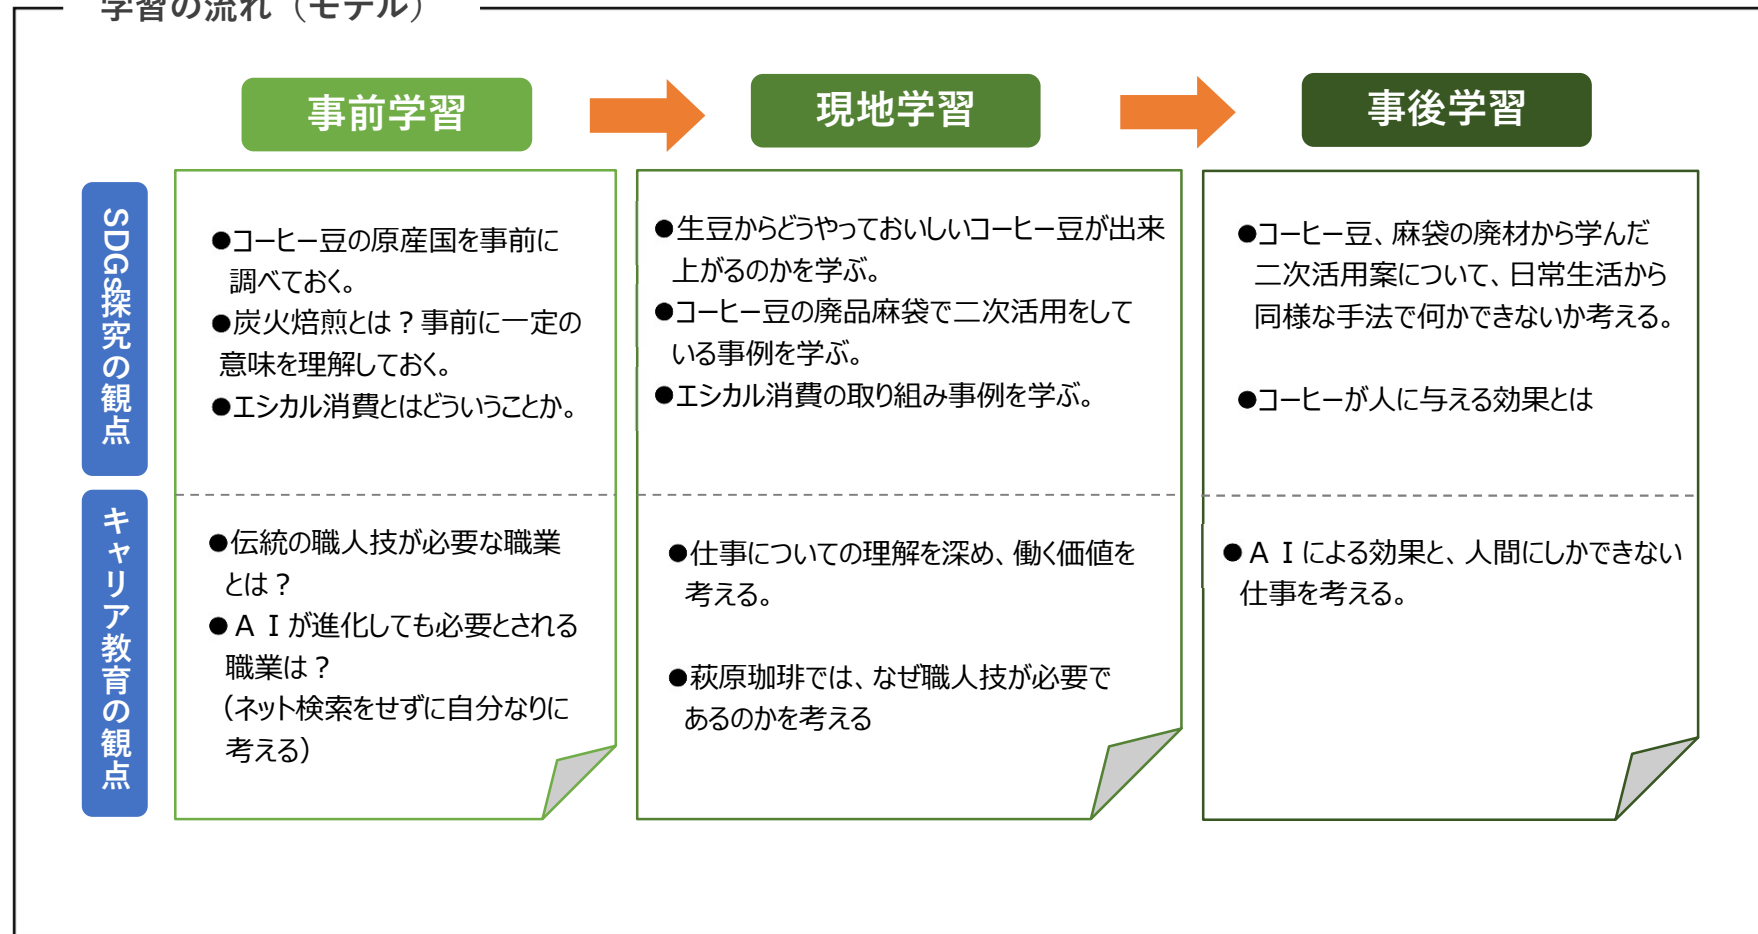 学習の流れ（モデル）
事前学習
現地学習
事後学習
SDGs探究の観点
●コーヒー豆の原産国を事前に
調べておく。
●炭火焙煎とは？事前に一定の
意味を理解しておく。
●エシカル消費とはどういうことか。
●生豆からどうやっておいしいコーヒー豆が出来
上がるのかを学ぶ。
●コーヒー豆の廃品麻袋で二次活用をして
いる事例を学ぶ。
●エシカル消費の取り組み事例を学ぶ。
●コーヒー豆、麻袋の廃材から学んだ
二次活用案について、日常生活から
同様な手法で何かできないか考える。
●コーヒーが人に与える効果とは
キャリア教育の観点
●伝統の職人技が必要な職業
とは？
●ＡＩが進化しても必要とされる
職業は？
（ネット検索をせずに自分なりに
考える）
●仕事についての理解を深め、働く価値を
考える。
●萩原珈琲では、なぜ職人技が必要で
あるのかを考える
●ＡＩによる効果と、人間にしかできない
仕事を考える。